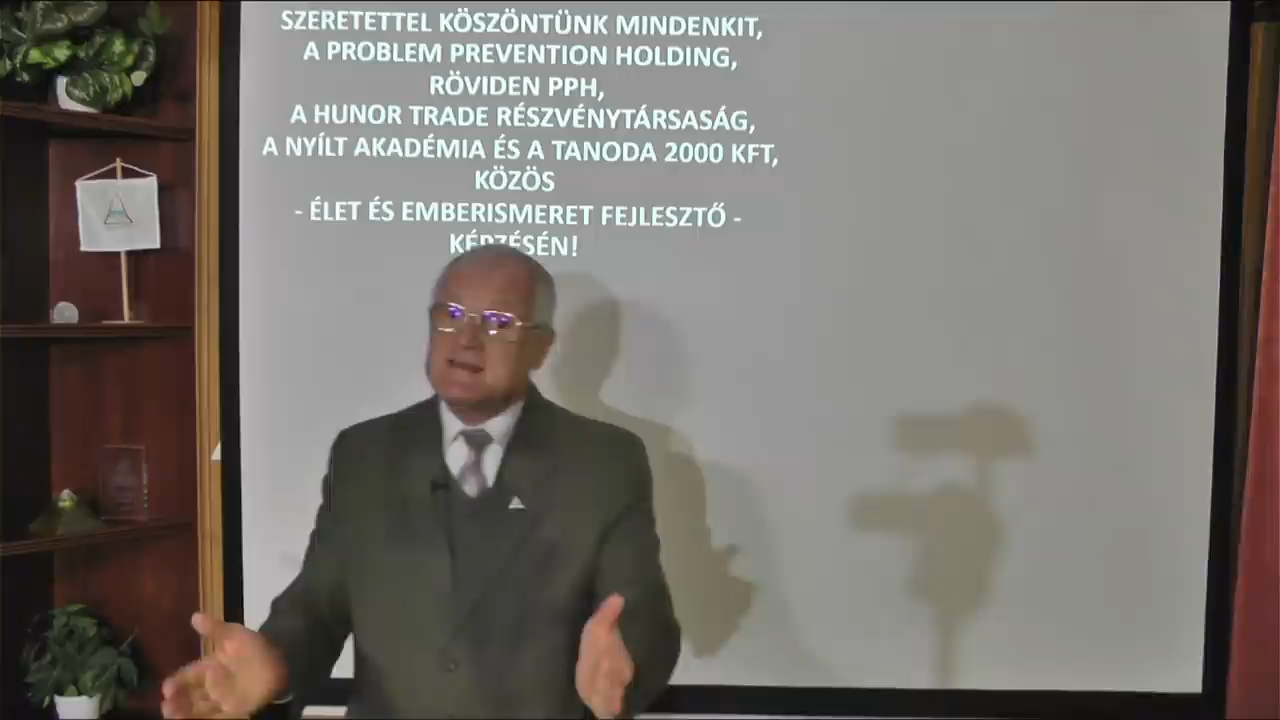 SZERETETTEL KÖSZÖNTÜNK MINDENKIT,
A PROBLEM PREVENTION HOLDING,
RÖVIDEN PPH,
A HUNOR TRADE RÉSZVÉNYTÁRSASÁG,
A NYÍLT AKADÉMIA ÉS A TANODA 2000 KFT,
KÖZÖS
- ÉLET ÉS EMBERISMERET FEJLESZTŐ -
KÉPZÉSÉN!